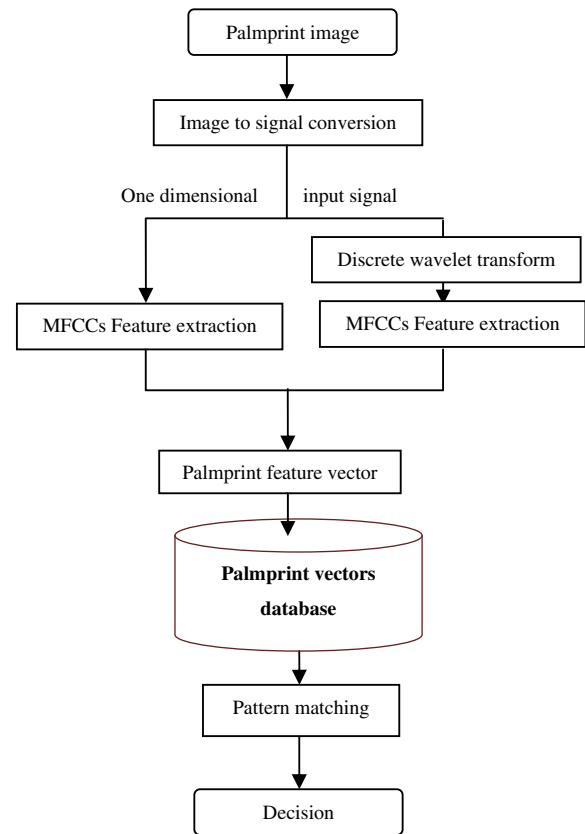 Palmprint image
Image to signal conversion
One dimensional input signal
Discrete wavelet transform
MFCCs Feature extraction
MFCCs Feature extraction
Palmprint feature vector
Palmprint vectors
database
Pattern matching
Decision